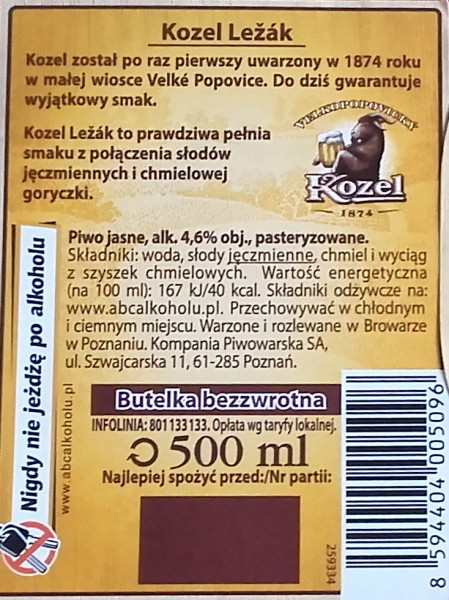 Kozel Ležák
Kozel został po raz pierwszy uwarzony w 1874 roku
w małej wiosce Velké Popovice. Do dziś gwarantuje
wyjątkowy smak.
Kozel Ležák to prawdziwa pełnia
smaku z połączenia słodów
jęczmiennych i chmielowej
goryczki.
VELKOPOPOVICKÝ
Kozel
1874
Piwo jasne, alk. 4,6% obj., pasteryzowane.
Składniki: woda, słody jęczmienne, chmiel i wyciąg
z szyszek chmielowych. Wartość energetyczna
(na 100 ml): 167 kJ/40 kcal. Składniki odżywcze na:
www.abcalkoholu.pl. Przechowywać w chłodnym
i ciemnym miejscu. Warzone i rozlewane w Browarze
w Poznaniu. Kompania Piwowarska SA,
ul. Szwajcarska 11, 61-285 Poznań.
Nigdy nie jeżdżę po alkoholu
www.abcalkoholu.pl
Butelka bezzwrotna
INFOLINIA: 801133133. Opłata wg taryfy lokalnej.
500 ml
Najlepiej spożyć przed:/Nr partii:
259334
8 594404 005096